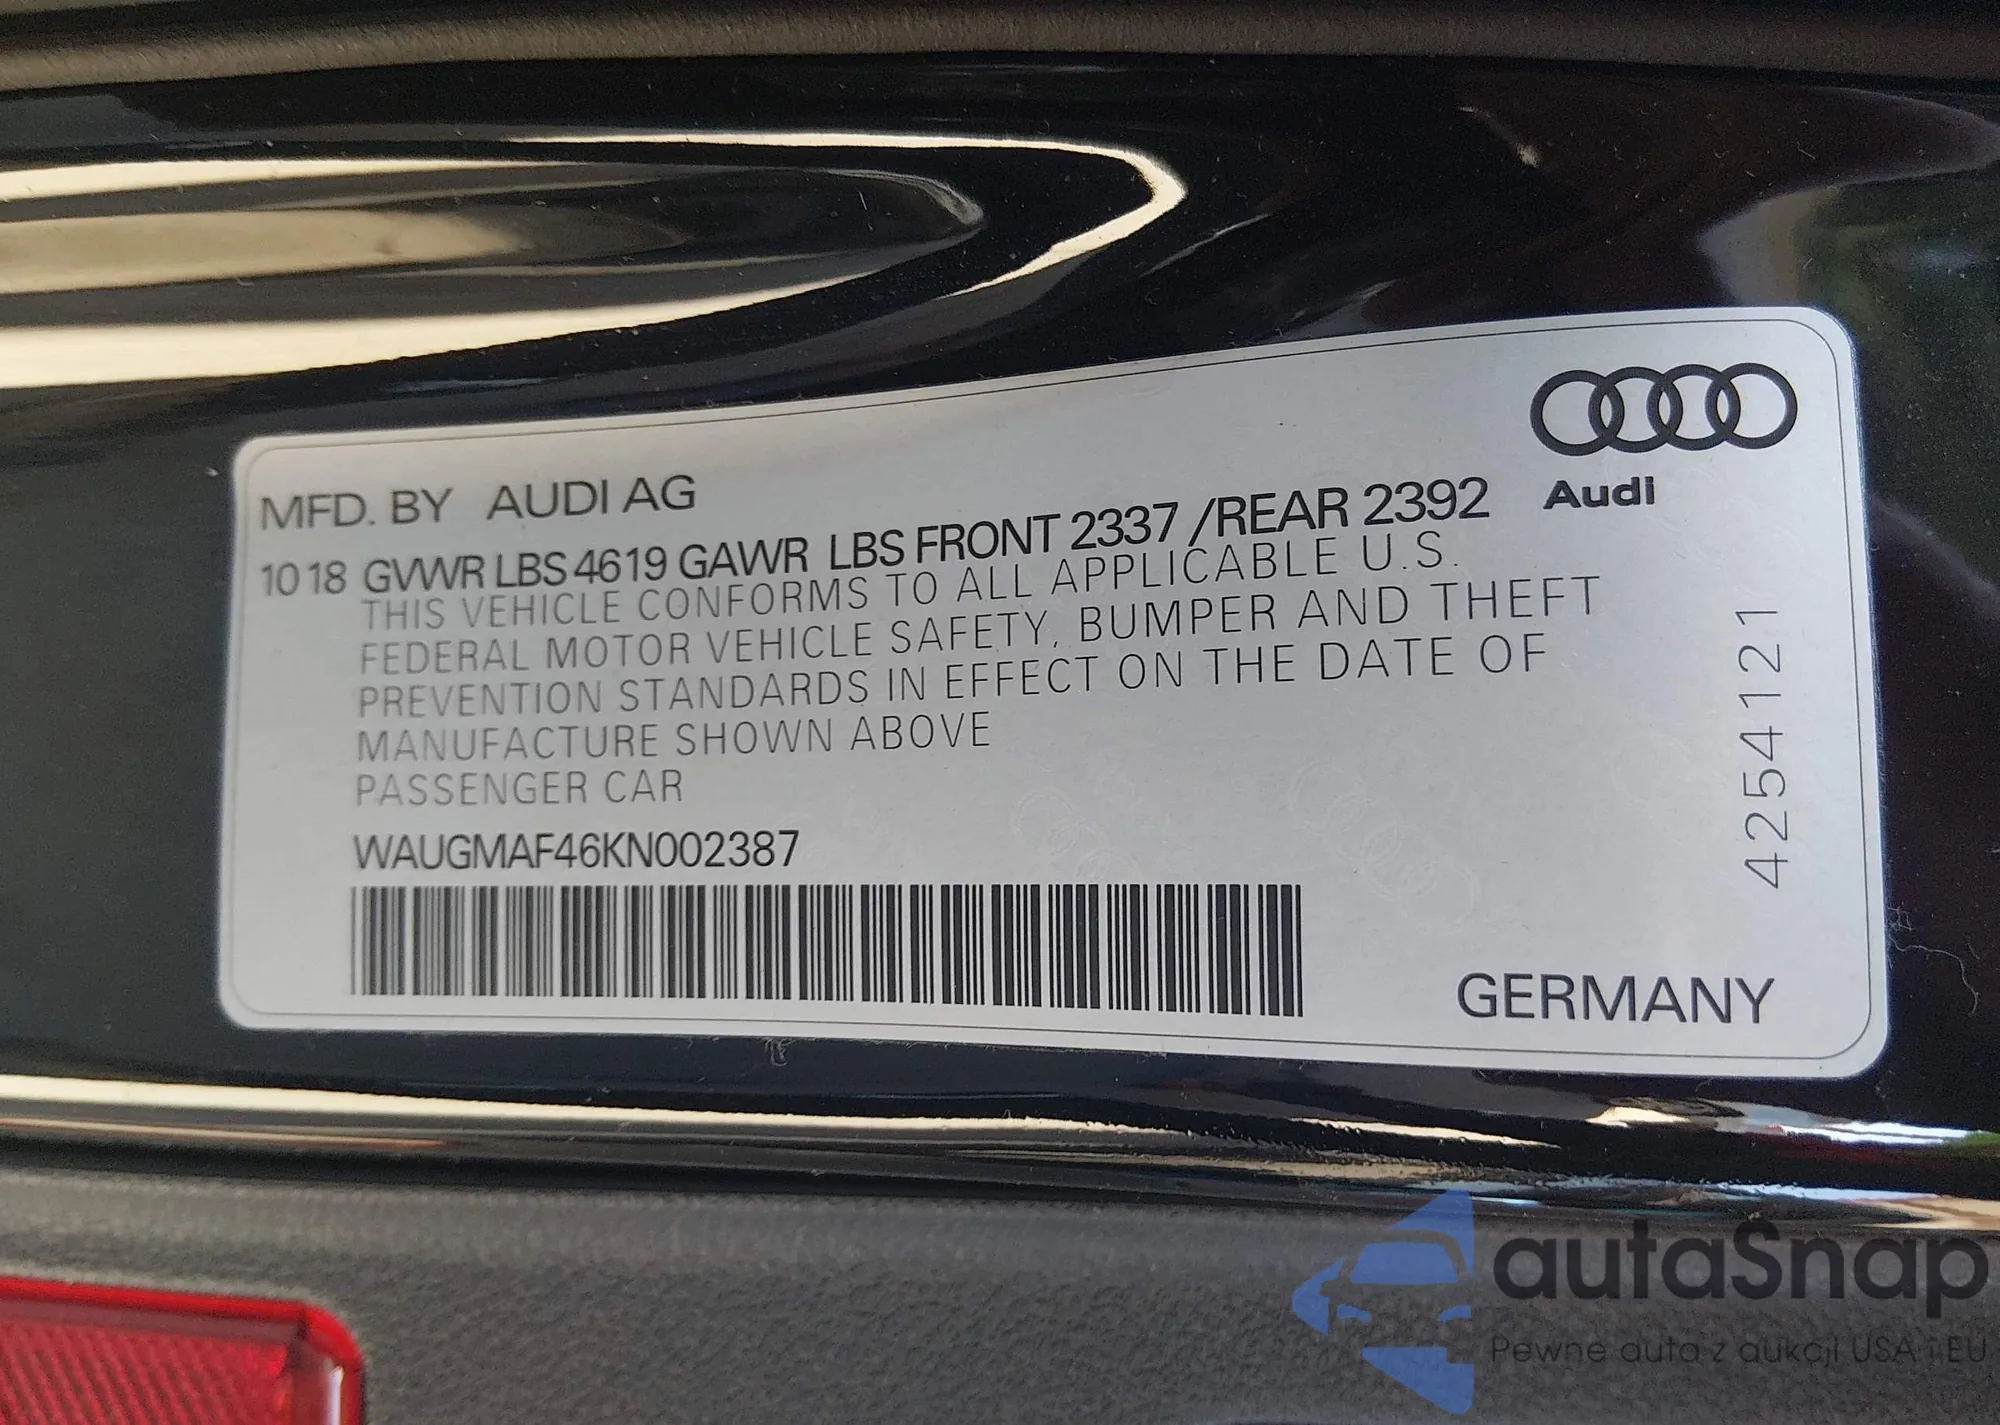 MFD. BY AUDI AG
Audi
10 18 GVWR LBS 4619 GAWR LBS FRONT 2337 /REAR 2392
THIS VEHICLE CONFORMS TO ALL APPLICABLE U.S.
FEDERAL MOTOR VEHICLE SAFETY, BUMPER AND THEFT
PREVENTION STANDARDS IN EFFECT ON THE DATE OF
MANUFACTURE SHOWN ABOVE
PASSENGER CAR
WAUGMAF46KN002387
4254121
GERMANY
autaSnap
Pewne auta z aukcji USA i EU